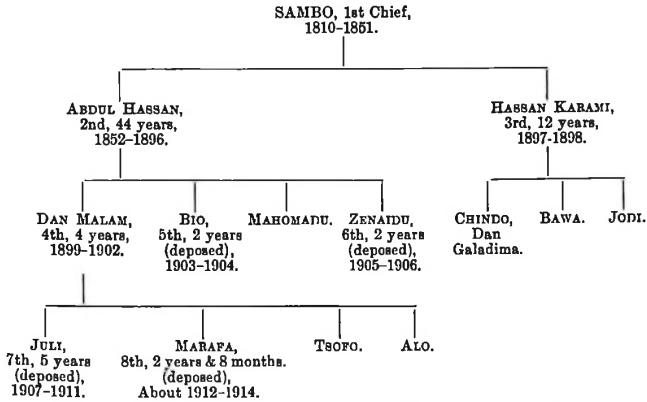 SAMBO, 1st Chief,
1810-1851.
ABDUL HASSAN,
2nd, 44 years,
1852-1896.
HASSAN KARAMI,
3rd, 12 years,
1897-1898.
DAN MALAM,
4th, 4 years,
1899-1902.
BIO,
5th, 2 years
(deposed),
1903-1904.
MAHOMADU.
ZENAIDU,
6th, 2 years
(deposed),
1905-1906.
CHINDO,
Dan
Galadima.
BAWA.
JODI.
JULI,
7th, 5 years
(deposed),
1907-1911.
MARAFA,
8th, 2 years & 8 months.
(deposed),
About 1912-1914.
TSOFO.
ALO.